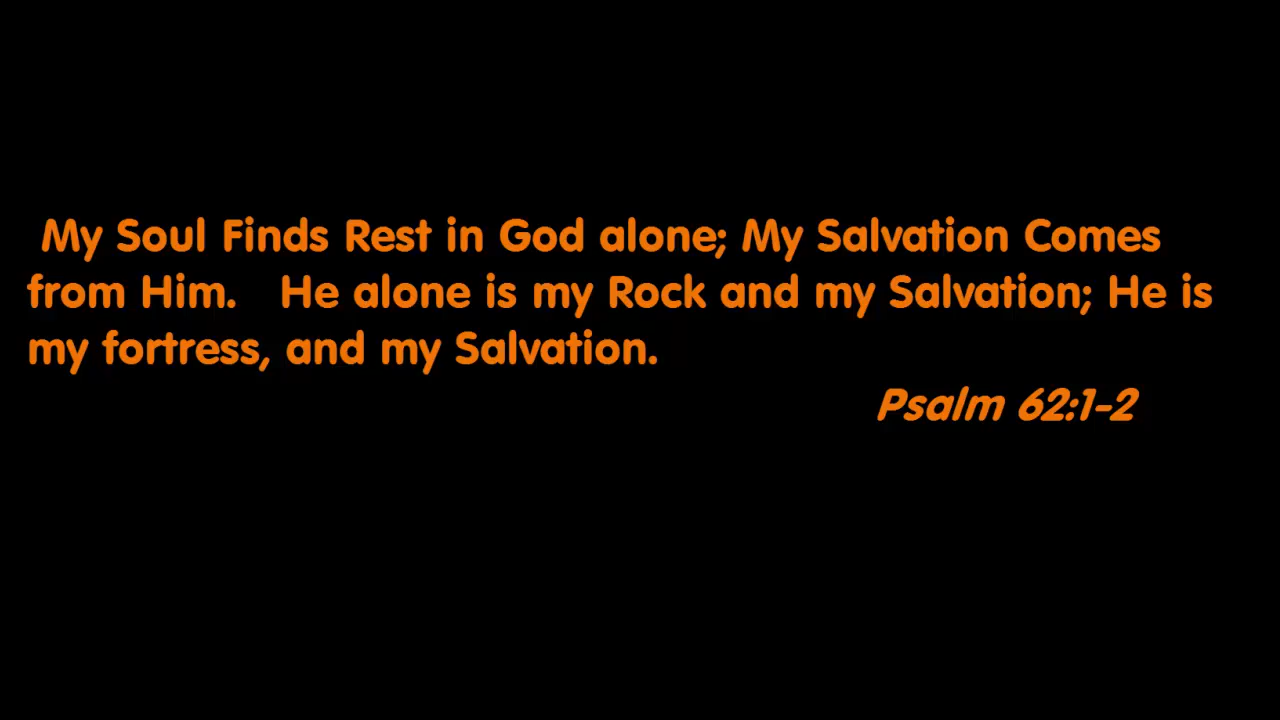 My Soul Finds Rest in God alone; My Salvation Comes
from Him.   He alone is my Rock and my Salvation; He is
my fortress, and my Salvation.
Psalm 62:1-2